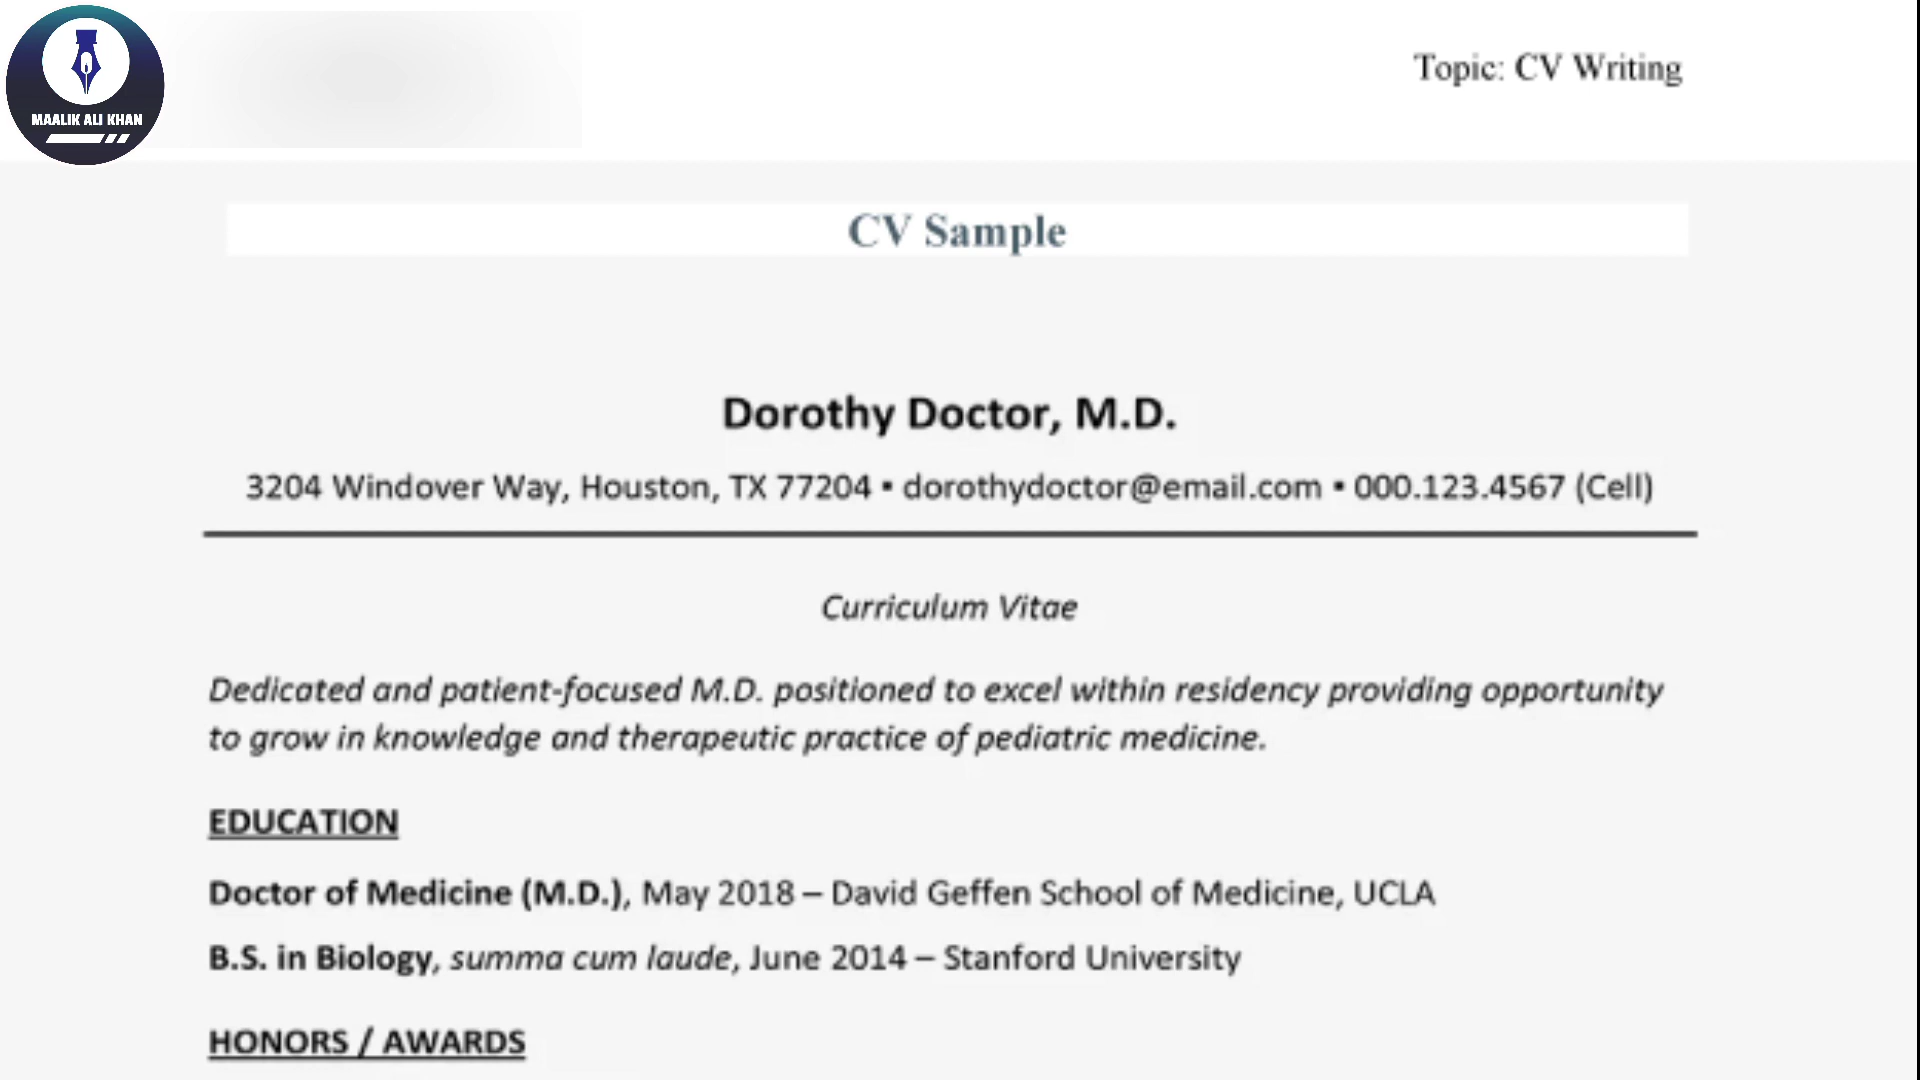 MAALIK ALI KHAN
Topic: CV Writing
CV Sample
Dorothy Doctor, M.D.
3204 Windover Way, Houston, TX 77204 ▪ dorothydoctor@email.com ▪ 000.123.4567 (Cell)
Curriculum Vitae
Dedicated and patient-focused M.D. positioned to excel within residency providing opportunity
to grow in knowledge and therapeutic practice of pediatric medicine.
EDUCATION
Doctor of Medicine (M.D.), May 2018 – David Geffen School of Medicine, UCLA
B.S. in Biology, summa cum laude, June 2014 – Stanford University
HONORS / AWARDS